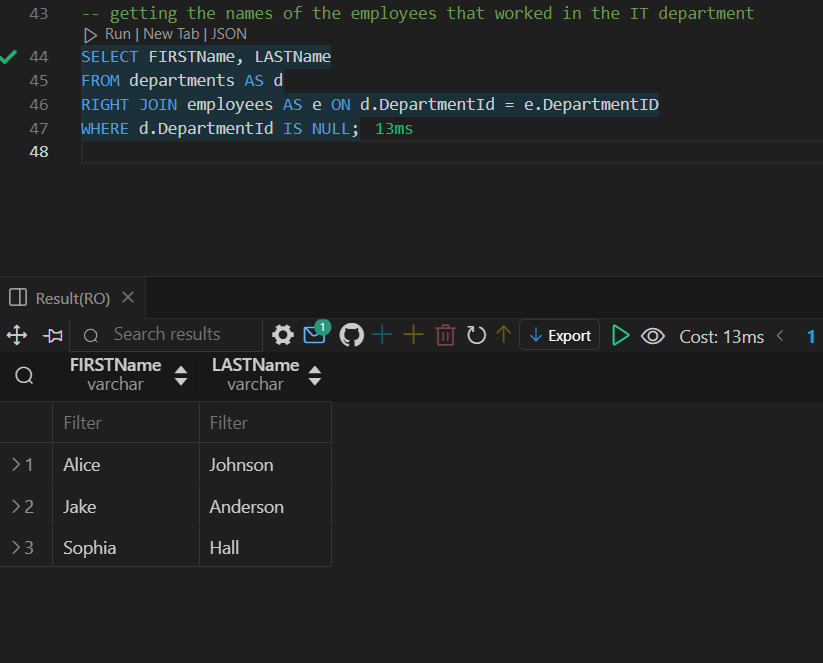 43 -- getting the names of the employees that worked in the IT department
Run | New Tab | JSON
44 SELECT FIRSTName, LASTName
45 FROM departments AS d
46 RIGHT JOIN employees AS e ON d.DepartmentId = e.DepartmentID
47 WHERE d.DepartmentId IS NULL; 13ms
48
Result(RO)
Search results 1 Export Cost: 13ms 1
FIRSTName LASTName
varchar varchar
Filter Filter
1 Alice Johnson
2 Jake Anderson
3 Sophia Hall